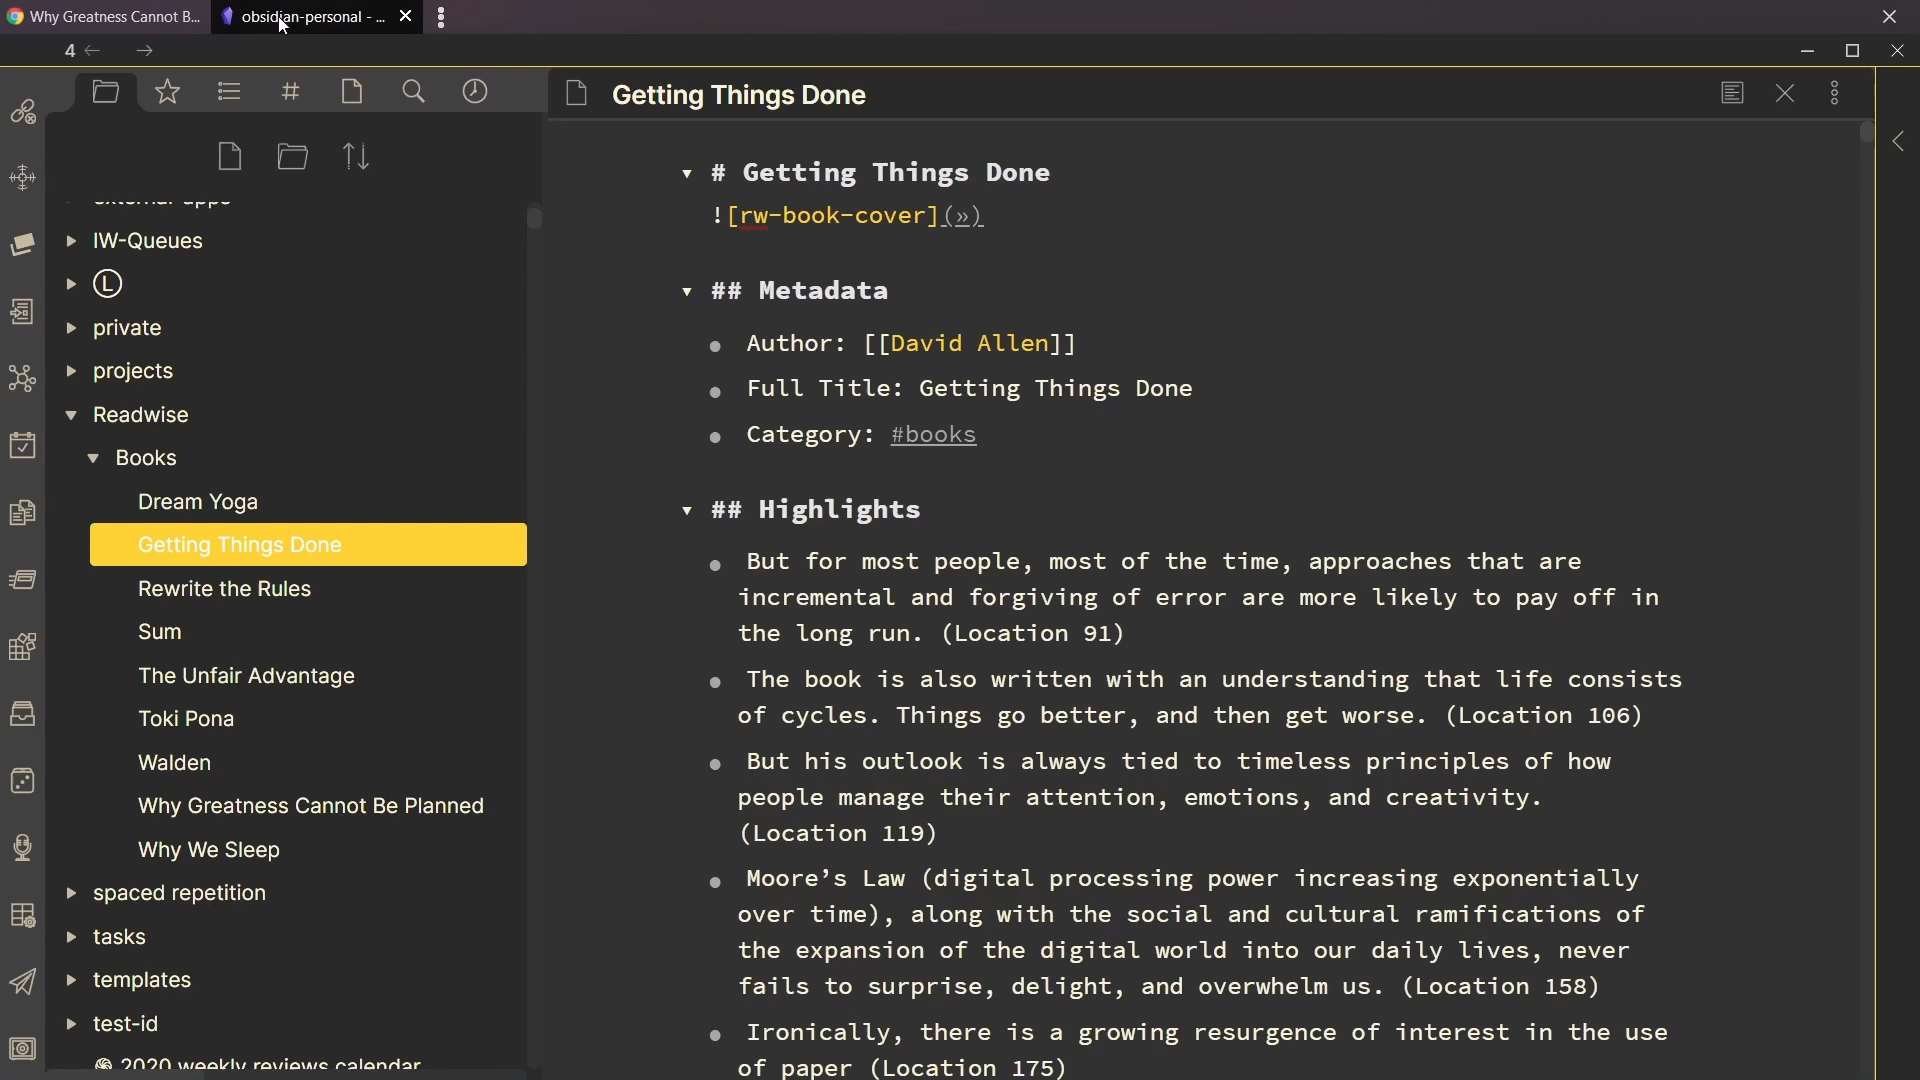 Why Greatness Cannot B...
obsidian-personal - ...
4
Getting Things Done
IW-Queues
L
private
projects
Readwise
Books
Dream Yoga
Getting Things Done
Rewrite the Rules
Sum
The Unfair Advantage
Toki Pona
Walden
Why Greatness Cannot Be Planned
Why We Sleep
spaced repetition
tasks
templates
test-id
2020 weekly reviews calendar
# Getting Things Done
![rw-book-cover](»)
## Metadata
Author: [[David Allen]]
Full Title: Getting Things Done
Category: #books
## Highlights
But for most people, most of the time, approaches that are
incremental and forgiving of error are more likely to pay off in
the long run. (Location 91)
The book is also written with an understanding that life consists
of cycles. Things go better, and then get worse. (Location 106)
But his outlook is always tied to timeless principles of how
people manage their attention, emotions, and creativity.
(Location 119)
Moore’s Law (digital processing power increasing exponentially
over time), along with the social and cultural ramifications of
the expansion of the digital world into our daily lives, never
fails to surprise, delight, and overwhelm us. (Location 158)
Ironically, there is a growing resurgence of interest in the use
of paper (Location 175)